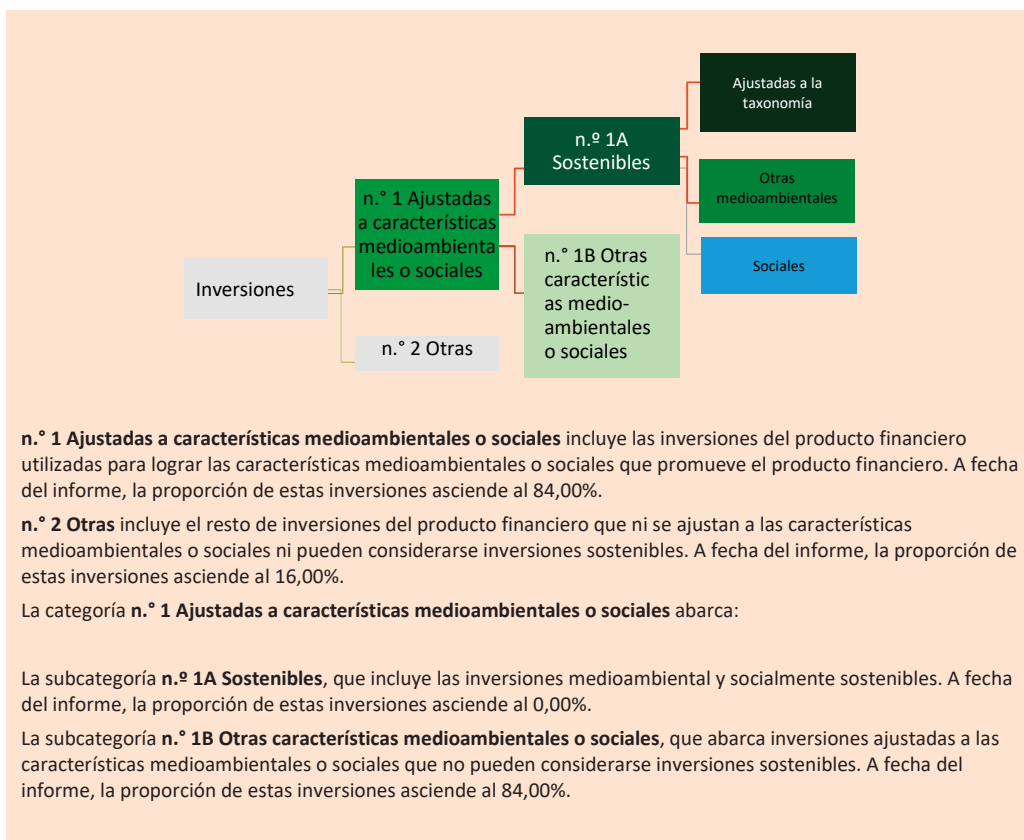 Ajustadas a la
taxonomía
n.º 1A
Sostenibles
Otras
medioambientales
n.° 1 Ajustadas
a características
medioambienta
les o sociales
Sociales
n.° 1B Otras
característic
as medio-
ambientales
o sociales
Inversiones
n.° 2 Otras
n.° 1 Ajustadas a características medioambientales o sociales incluye las inversiones del producto financiero
utilizadas para lograr las características medioambientales o sociales que promueve el producto financiero. A fecha
del informe, la proporción de estas inversiones asciende al 84,00%.
n.° 2 Otras incluye el resto de inversiones del producto financiero que ni se ajustan a las características
medioambientales o sociales ni pueden considerarse inversiones sostenibles. A fecha del informe, la proporción de
estas inversiones asciende al 16,00%.
La categoría n.° 1 Ajustadas a características medioambientales o sociales abarca:
La subcategoría n.º 1A Sostenibles, que incluye las inversiones medioambiental y socialmente sostenibles. A fecha
del informe, la proporción de estas inversiones asciende al 0,00%.
La subcategoría n.° 1B Otras características medioambientales o sociales, que abarca inversiones ajustadas a las
características medioambientales o sociales que no pueden considerarse inversiones sostenibles. A fecha del
informe, la proporción de estas inversiones asciende al 84,00%.